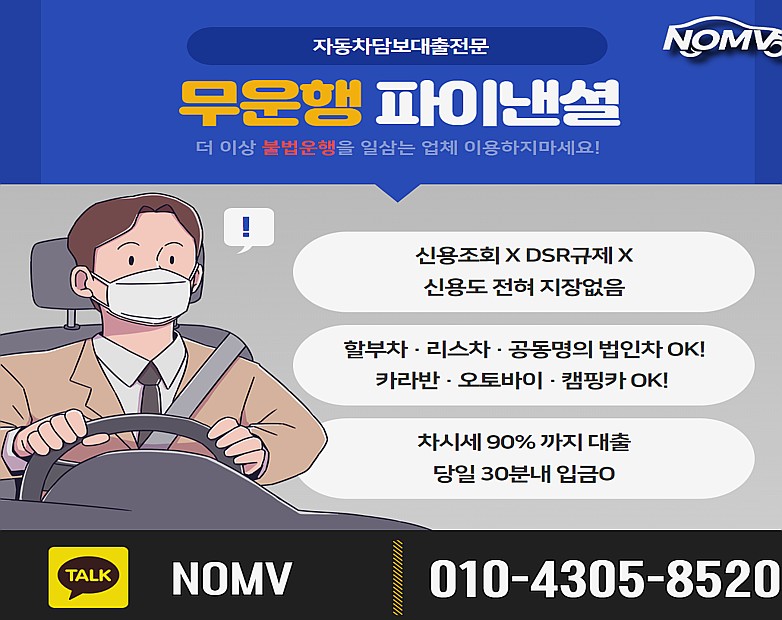 자동차담보대출전문
NOMV
무운행 파이낸셜
더 이상 불법운행을 일삼는 업체 이용하지마세요!
!
신용조회 X DSR규제 X
신용도 전혀 지장없음
할부차 · 리스차 · 공동명의 법인차 OK!
카라반 · 오토바이 · 캠핑카 OK!
차시세 90% 까지 대출
당일 30분내 입금O
TALK
NOMV
010-4305-8520